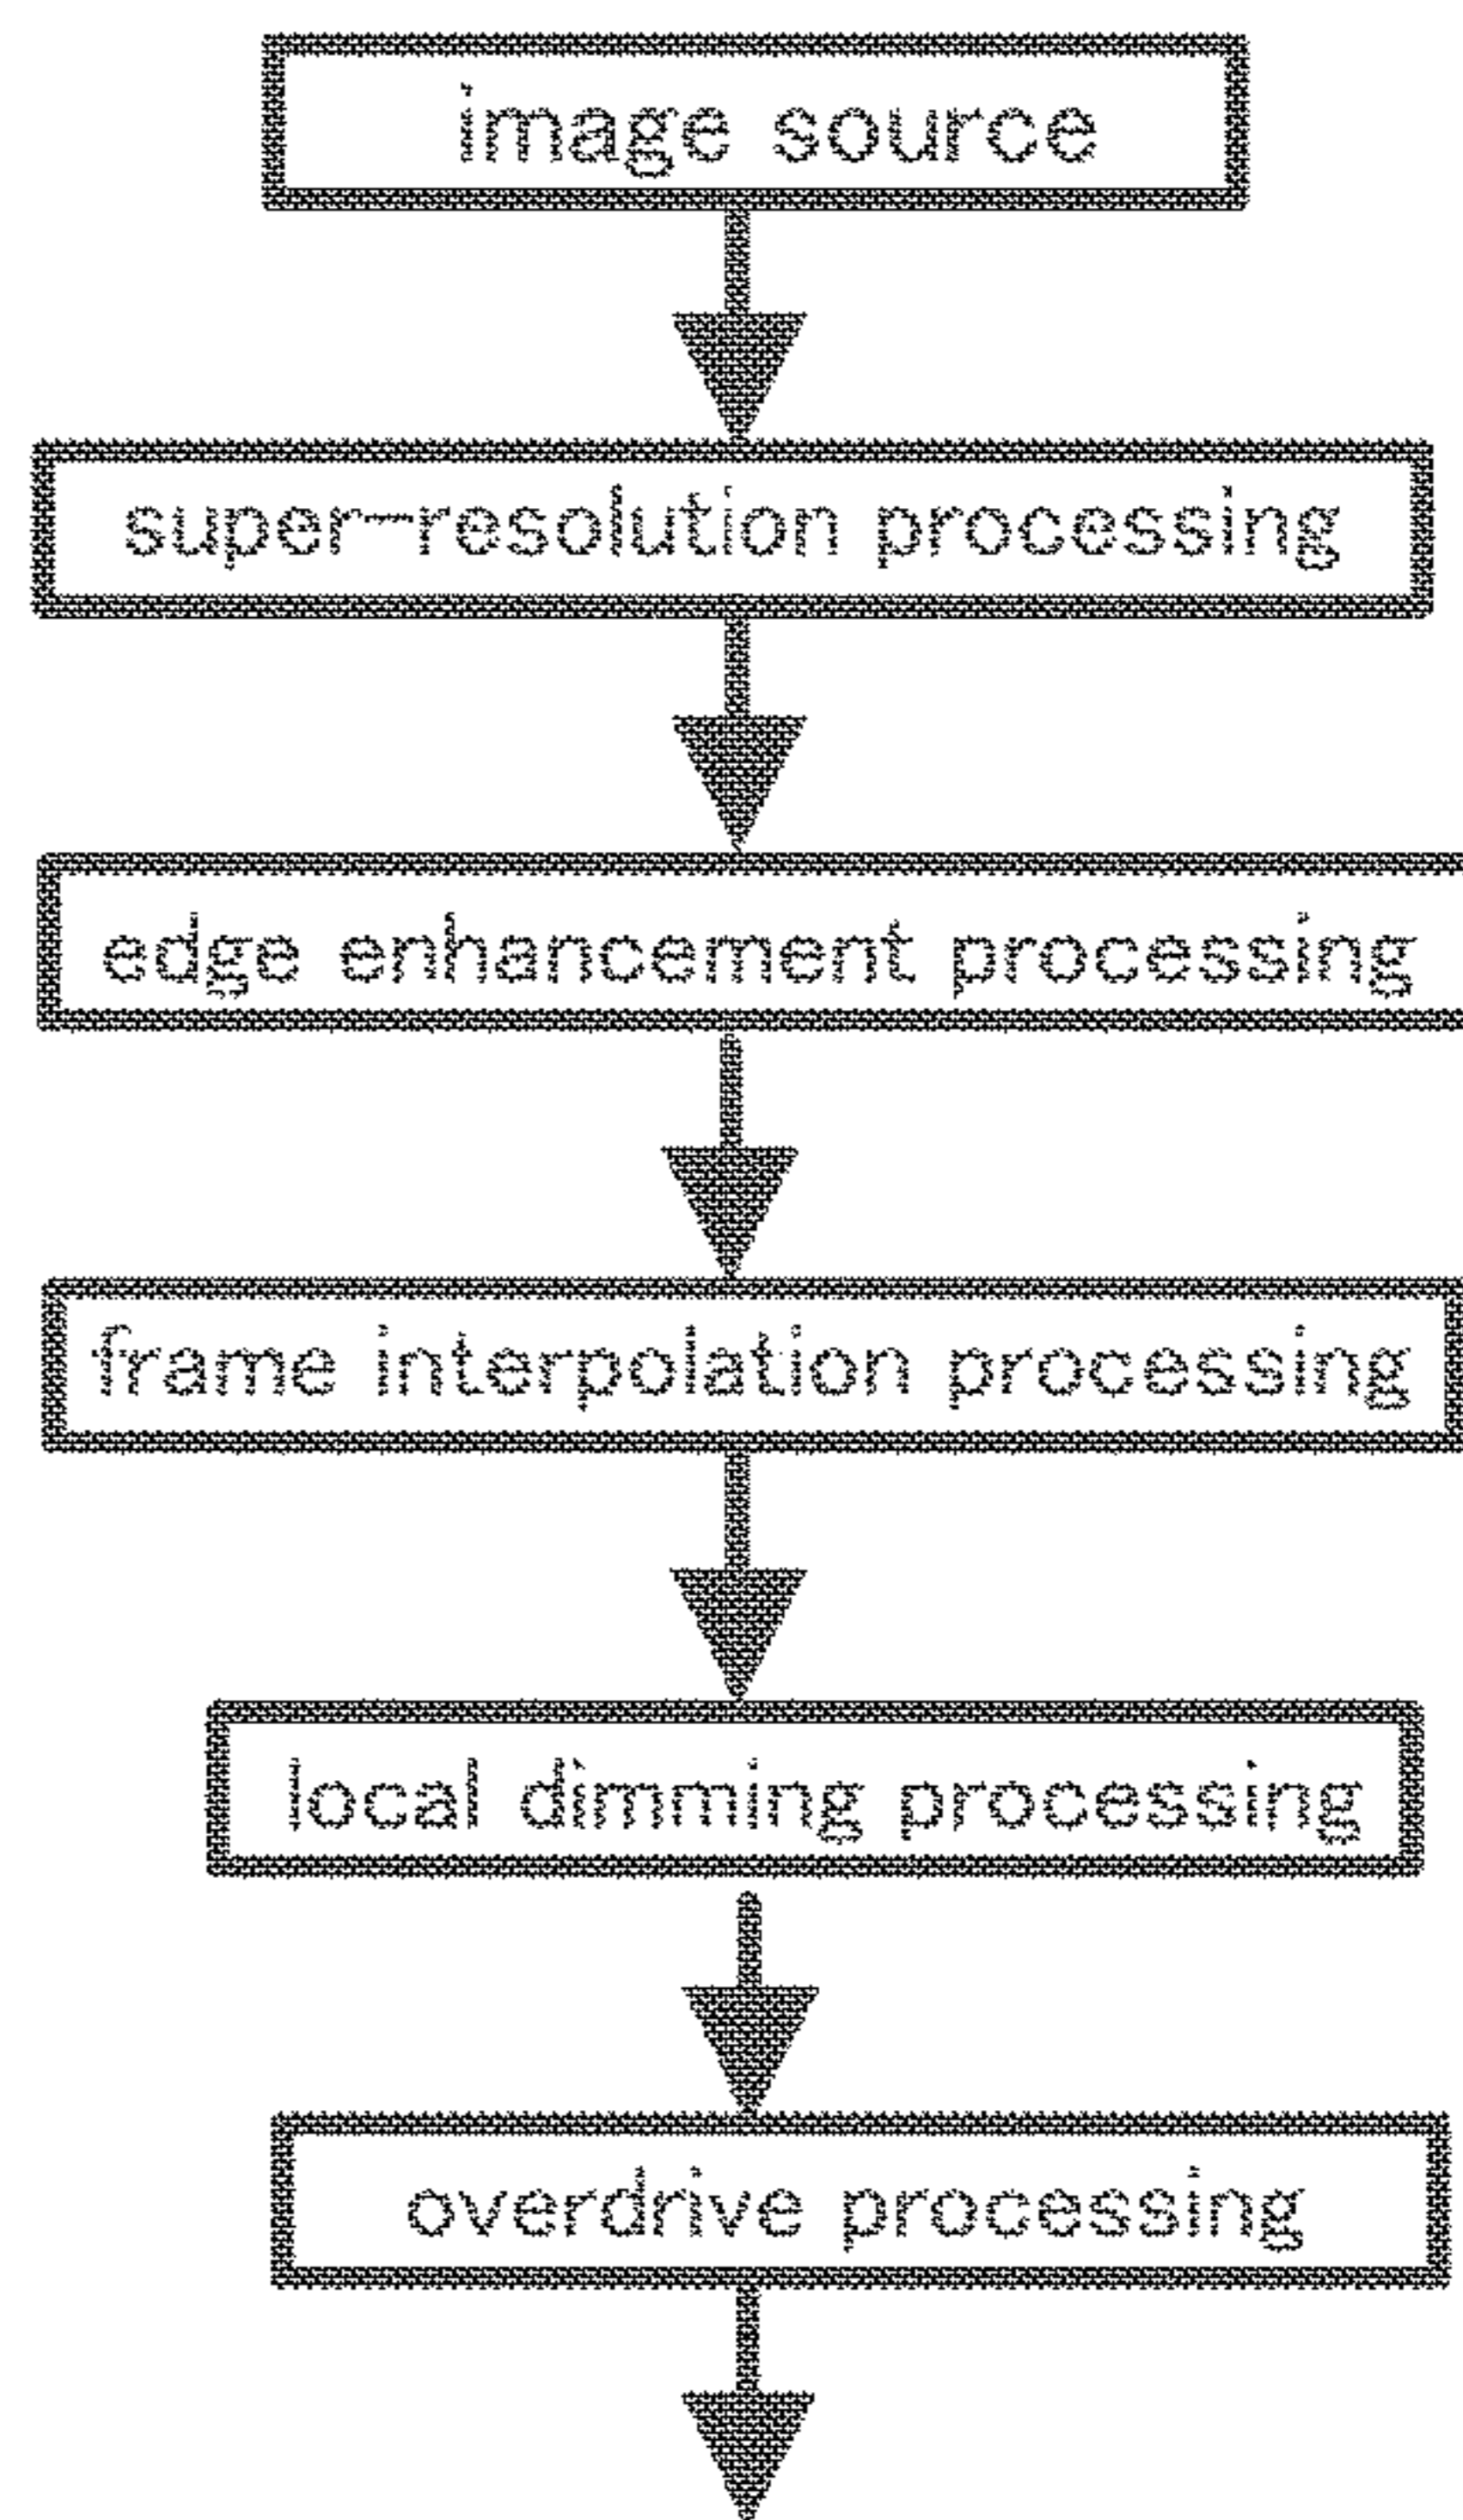 image source
super-resolution processing
edge enhancement processing
frame interpolation processing
local dimming processing
overdrive processing